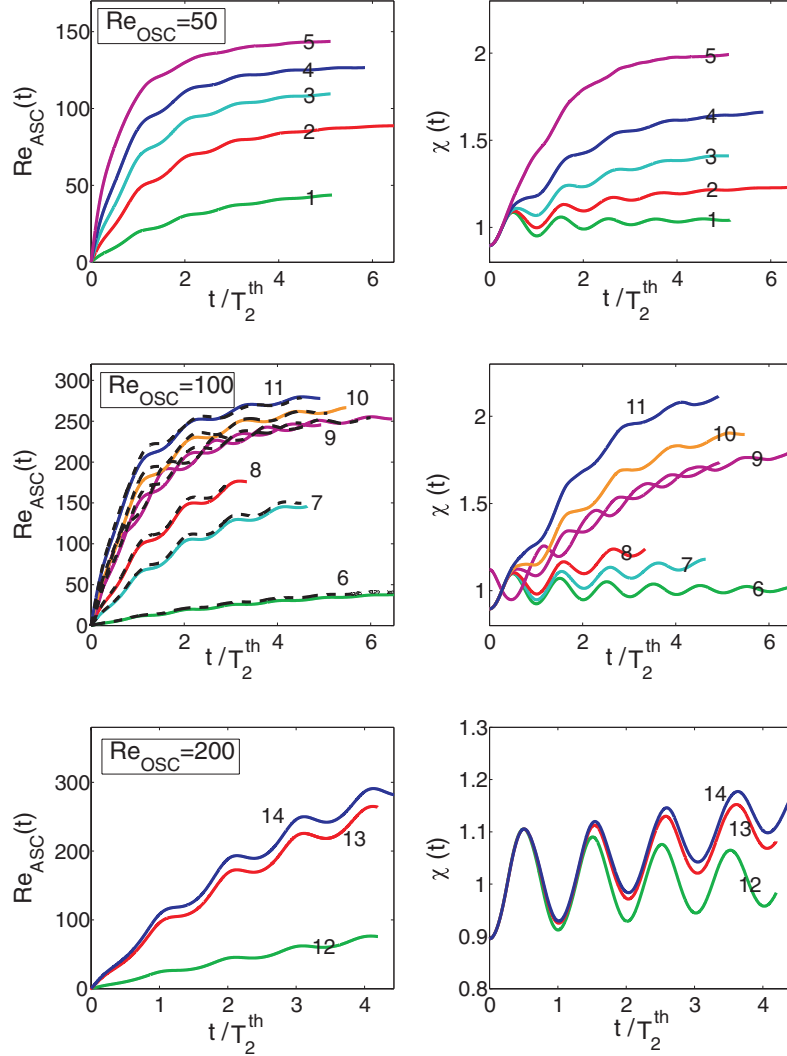 Re_OSC=50
150
100
50
0
Re_ASC(t)
5
4
3
2
1
0 2 4 6
t/T_2^th
2
1.5
1
χ (t)
5
4
3
2
1
0 2 4 6
t/T_2^th
Re_OSC=100
300
250
200
150
100
50
0
Re_ASC(t)
11
10
9
8
7
6
0 2 4 6
t/T_2^th
2
1.5
1
χ (t)
11
10
9
8
7
6
0 2 4 6
t/T_2^th
Re_OSC=200
300
200
100
0
Re_ASC(t)
14
13
12
0 1 2 3 4
t/T_2^th
1.3
1.2
1.1
1
0.9
0.8
χ (t)
14
13
12
0 1 2 3 4
t/T_2^th